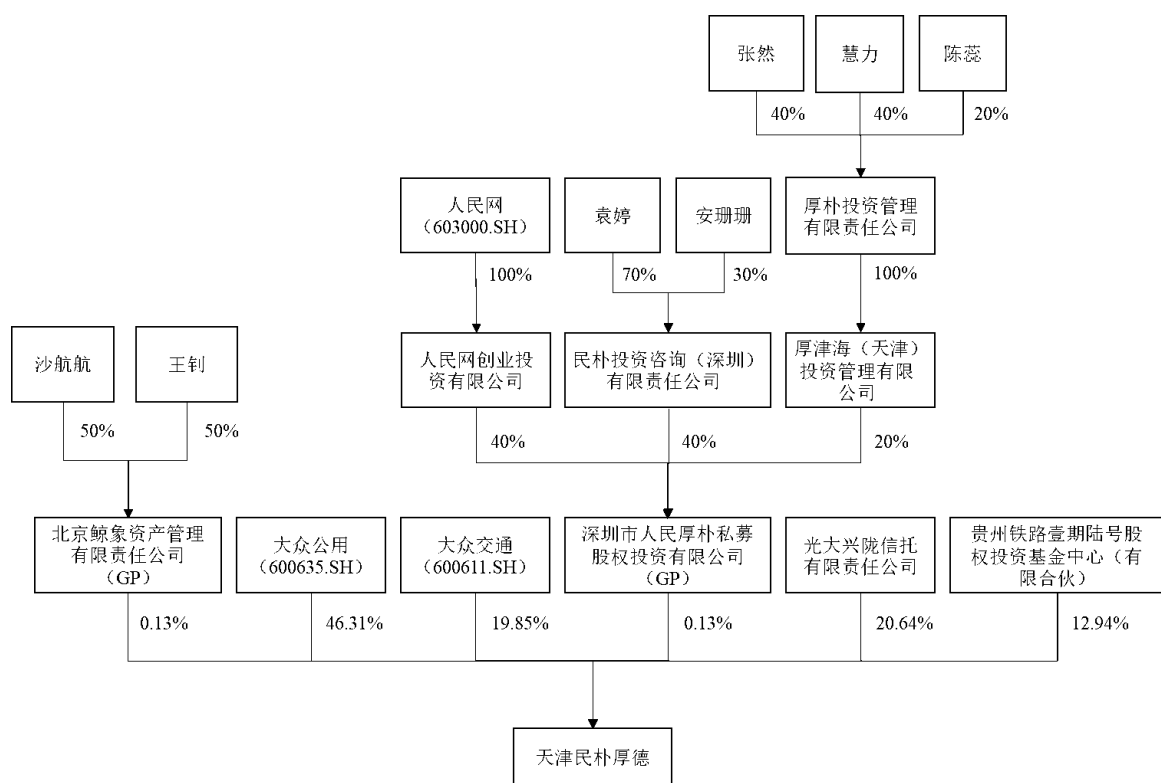 张然
慧力
陈蕊
40%
40%
20%
人民网
（603000.SH）
袁婷
安珊珊
厚朴投资管理
有限责任公司
100%
70%
30%
100%
沙航航
王钊
人民网创业投
资有限公司
民朴投资咨询（深圳）
有限责任公司
厚津海（天津）
投资管理有限
公司
50%
50%
40%
40%
20%
北京鲸象资产管理
有限责任公司
（GP）
大众公用
（600635.SH）
大众交通
（600611.SH）
深圳市人民厚朴私募
股权投资有限公司
（GP）
光大兴陇信托
有限责任公司
贵州铁路壹期陆号股
权投资基金中心（有
限合伙）
0.13%
46.31%
19.85%
0.13%
20.64%
12.94%
天津民朴厚德